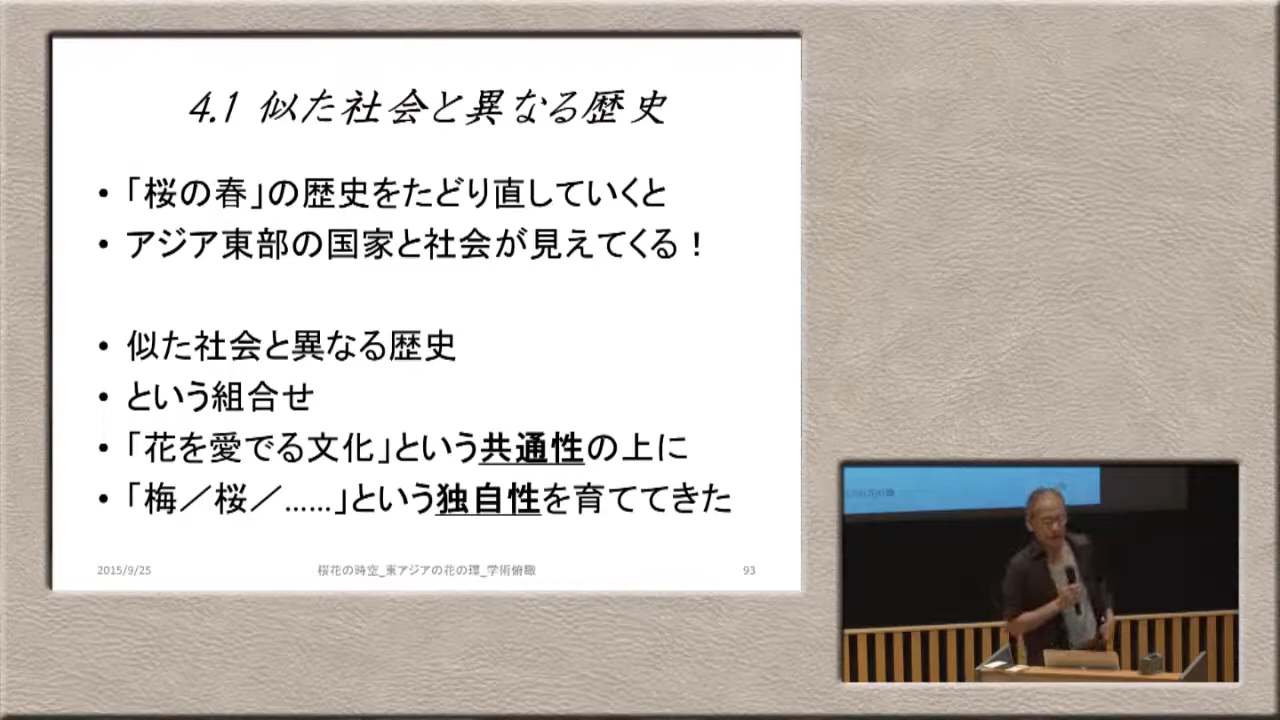 4.1 似た社会と異なる歴史
• 「桜の春」の歴史をたどり直していくと
• アジア東部の国家と社会が見えてくる！
• 似た社会と異なる歴史
• という組合せ
• 「花を愛でる文化」という共通性の上に
• 「梅／桜／……」という独自性を育ててきた
2015/9/25
桜花の時空_東アジアの花の環_学術俯瞰
93